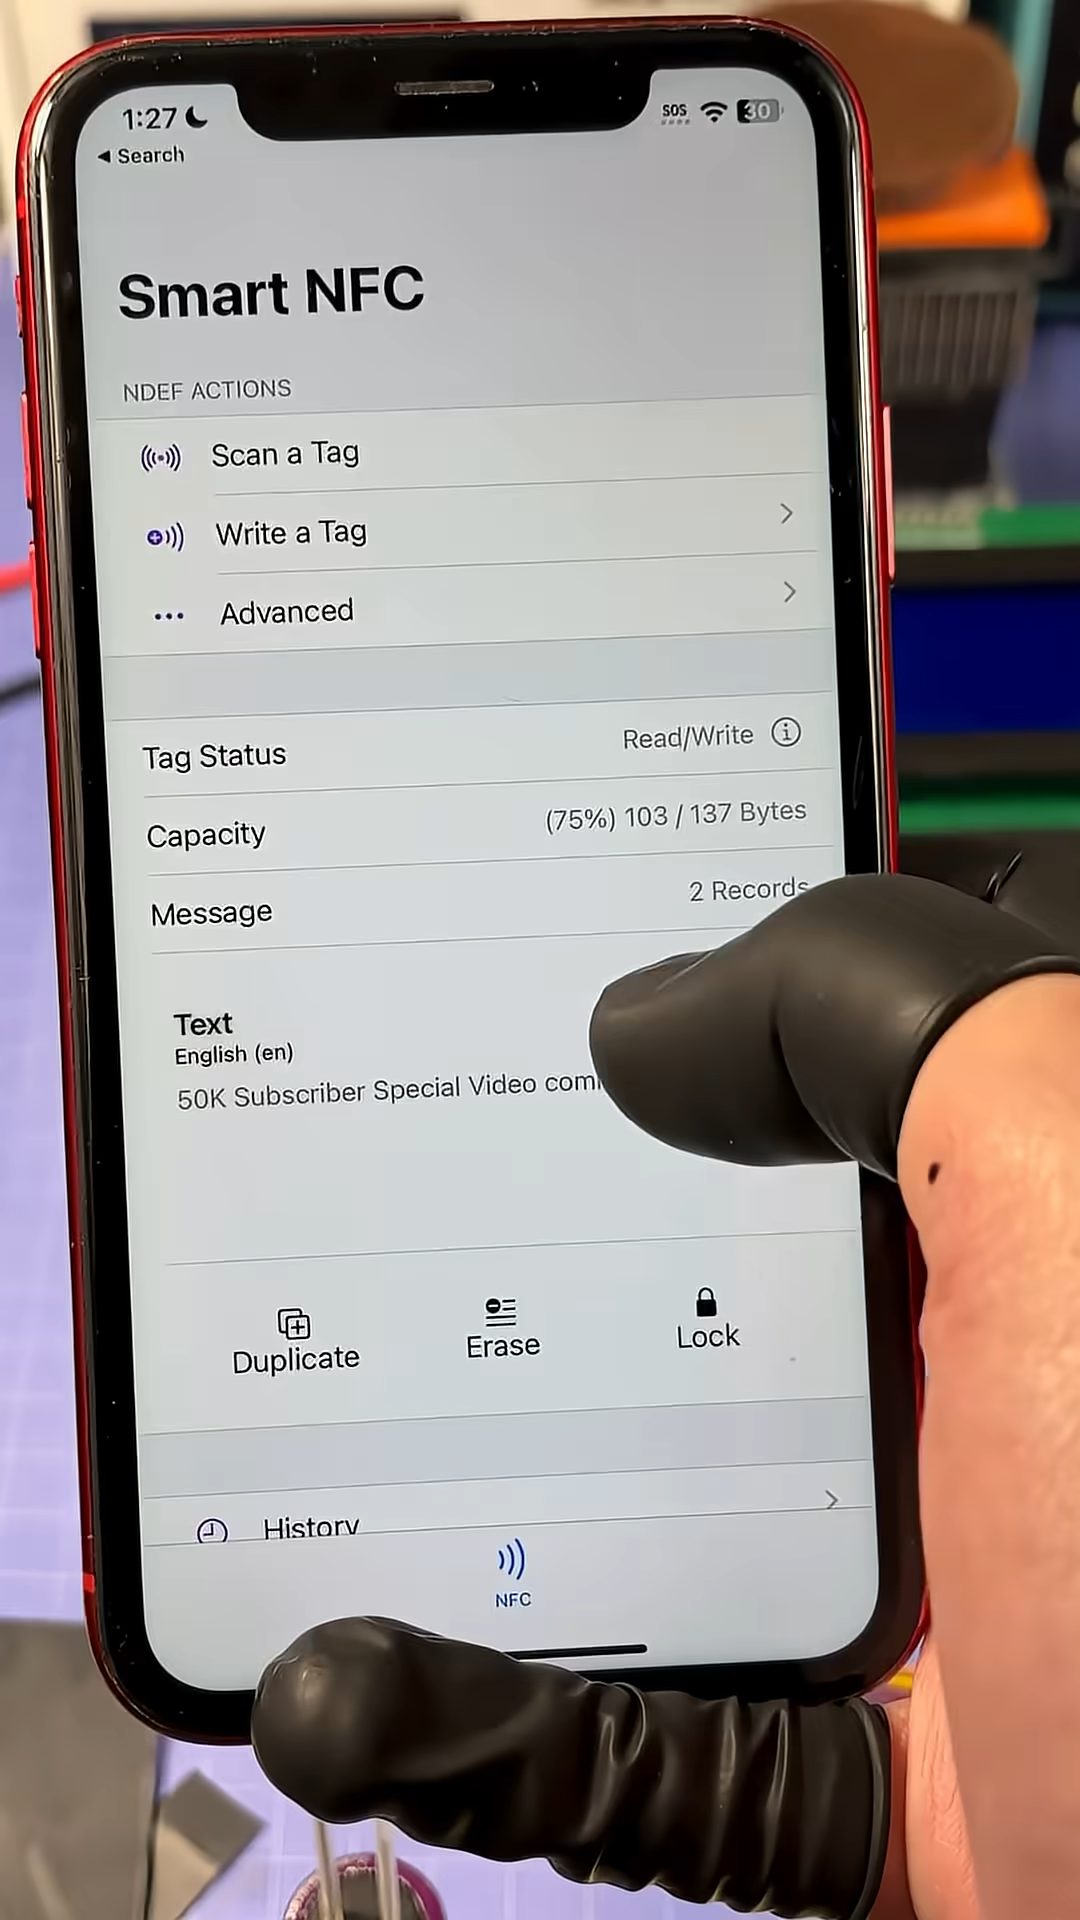 1:27
SOS
30
Search
Smart NFC
NDEF ACTIONS
Scan a Tag
Write a Tag
Advanced
Tag Status
Read/Write
Capacity
(75%) 103 / 137 Bytes
Message
2 Records
Text
English (en)
50K Subscriber Special Video
Duplicate
Erase
Lock
History
NFC